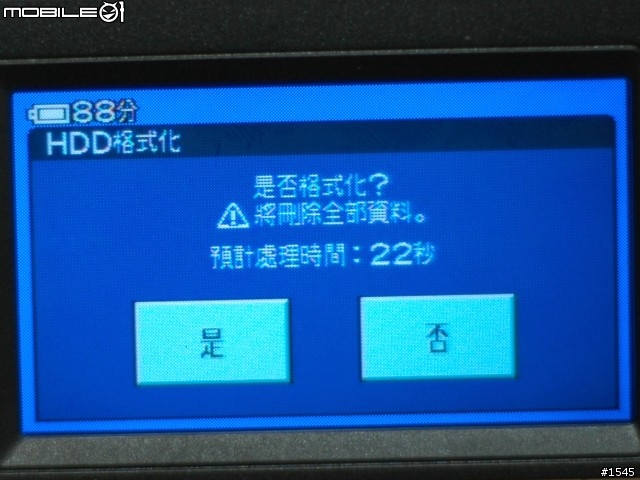 MOBILE01
88分
HDD格式化
是否格式化？
將刪除全部資料。
預計處理時間：22秒
是
否
#1545